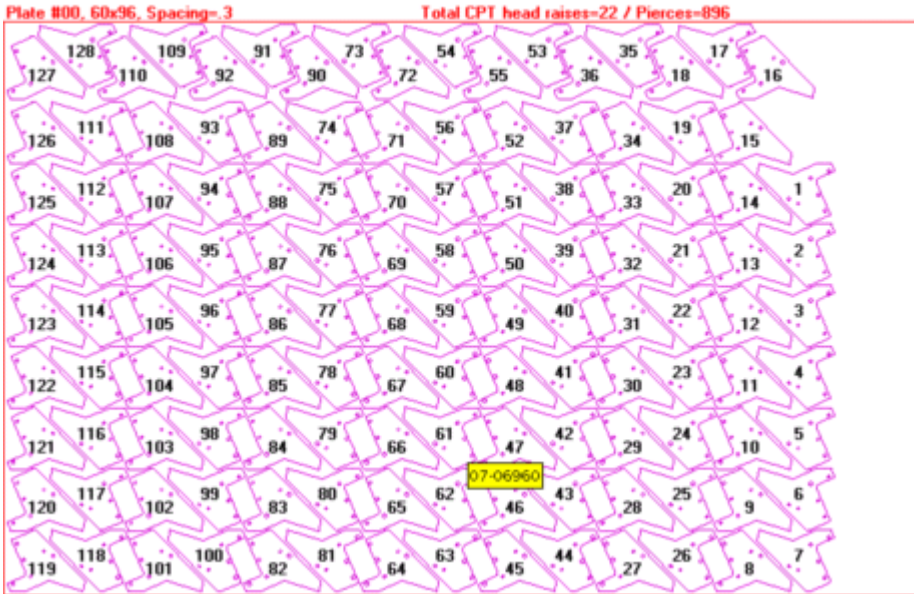 Plate #00, 60x96, Spacing=.3 Total CPT head raises=22 / Pierces=896
128 109 91 73 54 53 35 17
127 110 92 90 72 55 36 18 16
111 93 74 56 37 19
126 108 89 71 52 34 15
112 94 75 57 38 20 1
125 107 88 70 51 33 14
113 95 76 58 39 21 2
124 106 87 69 50 32 13
114 96 77 59 40 22 3
123 105 86 68 49 31 12
115 97 78 60 41 23 4
122 104 85 67 48 30 11
116 98 79 61 42 24 5
121 103 84 66 47 29 10
07-06960
117 99 80 62 43 25 6
120 102 83 65 46 28 9
118 100 81 63 44 26 7
119 101 82 64 45 27 8